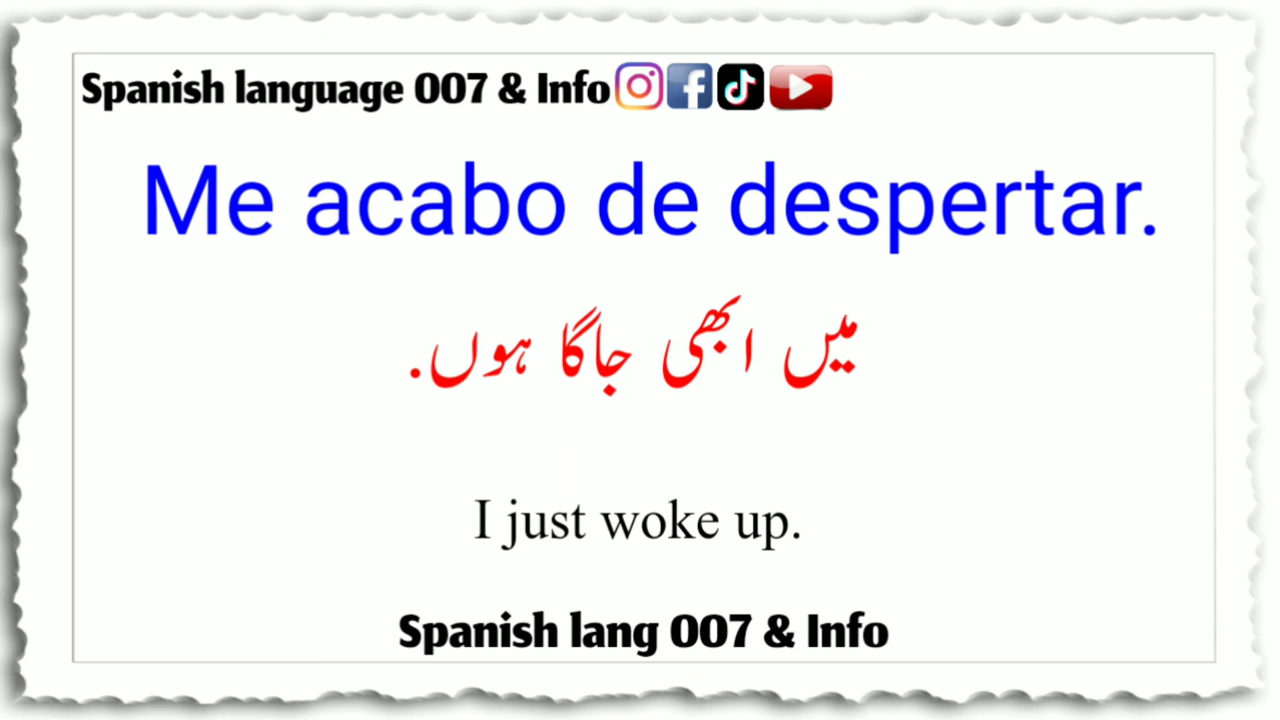 Spanish language 007 & Info
Me acabo de despertar.
میں ابھی جاگا ہوں.
I just woke up.
Spanish lang 007 & Info